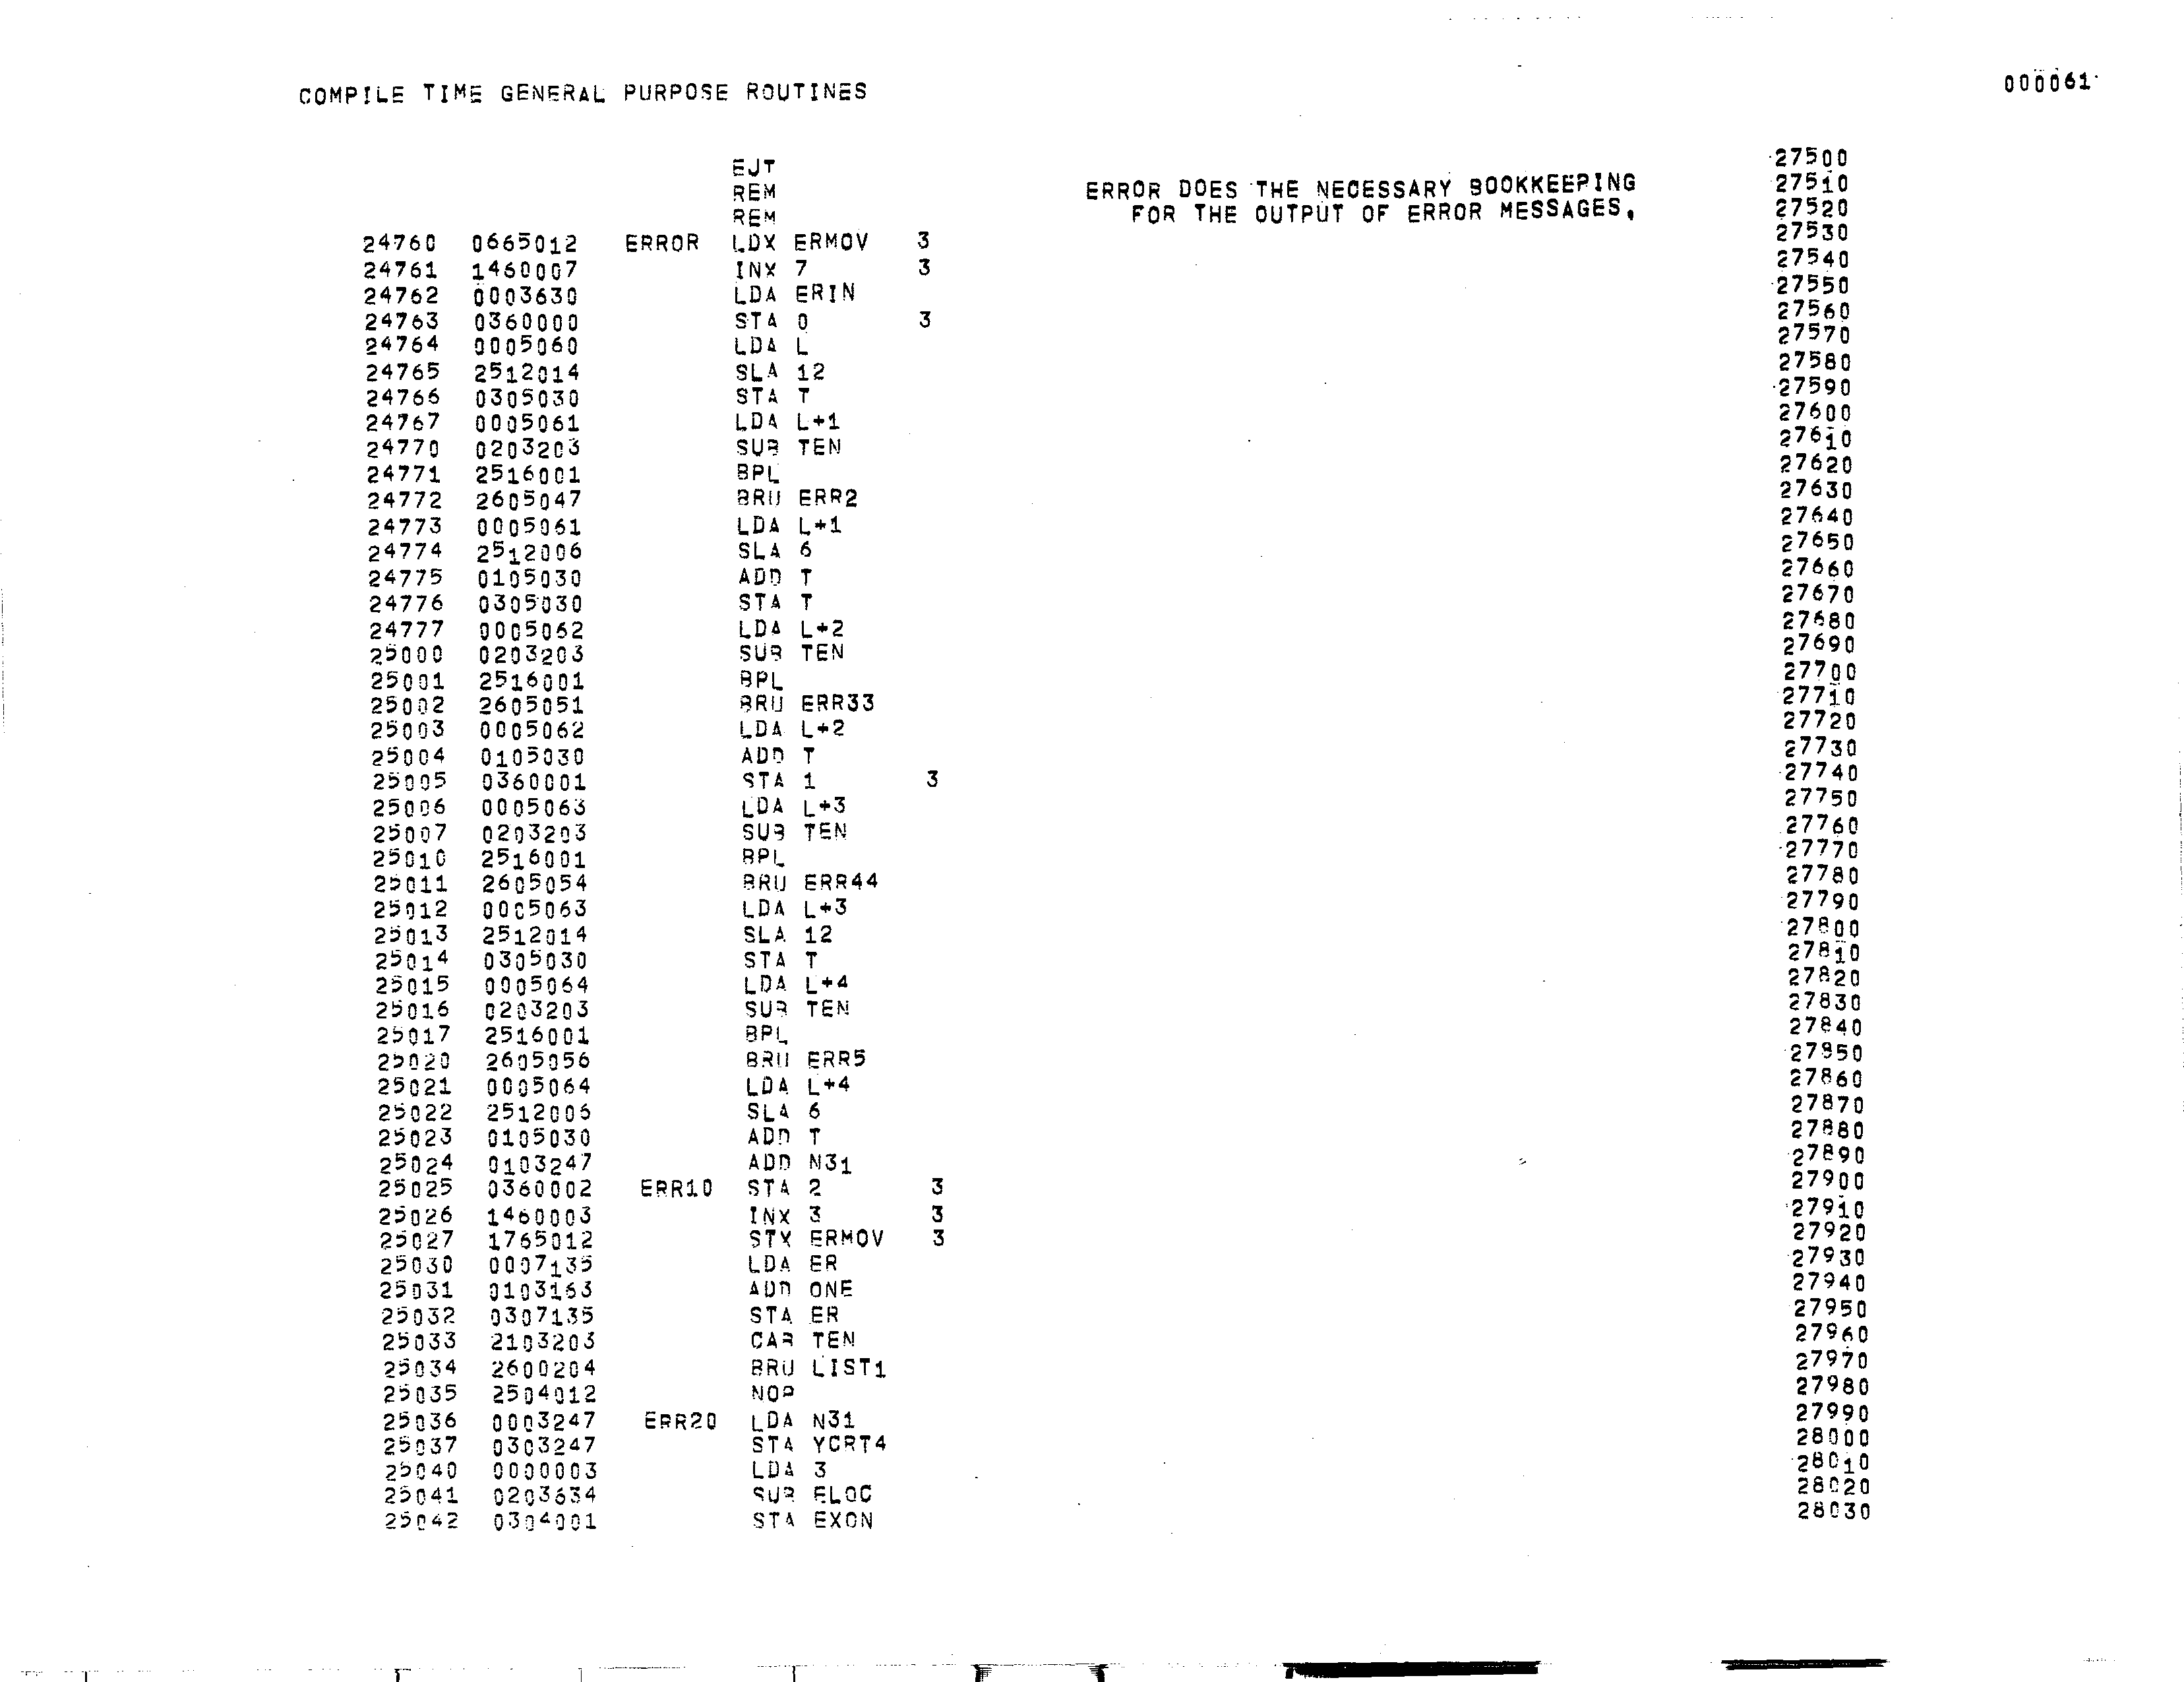 COMPILE TIME GENERAL PURPOSE ROUTINES 000061
EJT 27500
REM ERROR DOES THE NECESSARY BOOKKEEPING 27510
REM FOR THE OUTPUT OF ERROR MESSAGES. 27520
24760 0665012 ERROR LDX ERMOV 3 27530
24761 1460007 INX 7 3 27540
24762 0003630 LDA ERIN 27550
24763 0360000 STA 0 3 27560
24764 0005060 LDA L 27570
24765 2512014 SLA 12 27580
24766 0305030 STA T 27590
24767 0005061 LDA L+1 27600
24770 0203203 SUB TEN 27610
24771 2516001 BPL 27620
24772 2605047 BRU ERR2 27630
24773 0005061 LDA L+1 27640
24774 2512006 SLA 6 27650
24775 0105030 ADD T 27660
24776 0305030 STA T 27670
24777 0005062 LDA L+2 27680
25000 0203203 SUB TEN 27690
25001 2516001 BPL 27700
25002 2605051 BRU ERR33 27710
25003 0005062 LDA L+2 27720
25004 0105030 ADD T 27730
25005 0360001 STA 1 3 27740
25006 0005063 LDA L+3 27750
25007 0203203 SUB TEN 27760
25010 2516001 BPL 27770
25011 2605054 BRU ERR44 27780
25012 0005063 LDA L+3 27790
25013 2512014 SLA 12 27800
25014 0305030 STA T 27810
25015 0005064 LDA L+4 27820
25016 0203203 SUB TEN 27830
25017 2516001 BPL 27840
25020 2605056 BRU ERR5 27850
25021 0005064 LDA L+4 27860
25022 2512006 SLA 6 27870
25023 0105030 ADD T 27880
25024 0103247 ADD N31 27890
25025 0360002 ERR10 STA 2 3 27900
25026 1460003 INX 3 3 27910
25027 1765012 STX ERMOV 3 27920
25030 0007135 LDA ER 27930
25031 0103163 ADD ONE 27940
25032 0307135 STA ER 27950
25033 2103203 CAB TEN 27960
25034 2600204 BRU LIST1 27970
25035 2504012 NOP 27980
25036 0003247 ERR20 LDA N31 27990
25037 0303247 STA YCRT4 28000
25040 0000003 LDA 3 28010
25041 0203634 SUB ELOC 28020
25042 0304001 STA EXON 28030